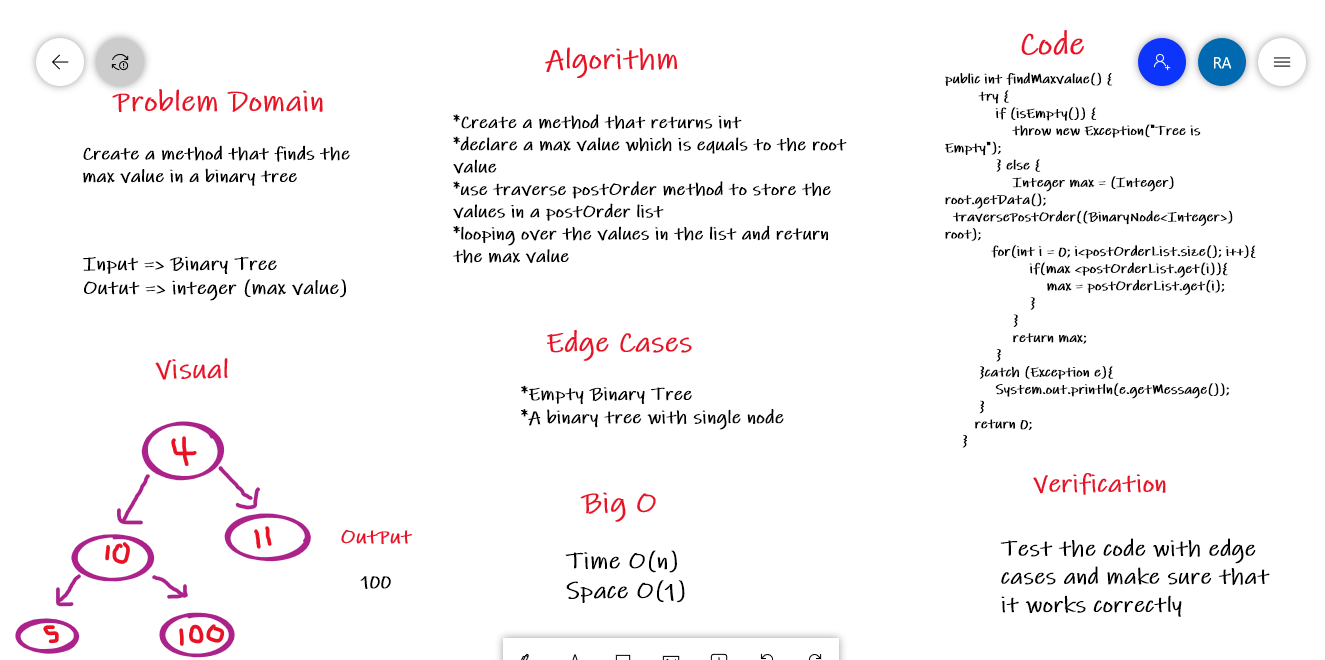 Problem Domain
Create a method that finds the
max value in a binary tree
Input => Binary Tree
Outut => integer (max value)
Visual
4
10
11
5
100
OutPut
100
Algorithm
*Create a method that returns int
*declare a max value which is equals to the root
value
*use traverse postOrder method to store the
values in a postOrder list
*looping over the values in the list and return
the max value
Edge Cases
*Empty Binary Tree
*A binary tree with single node
Big O
Time O(n)
Space O(1)
Code
public int findMaxvalue() {
try {
if (isEmpty()) {
throw new Exception("Tree is
Empty");
} else {
Integer max = (Integer)
root.getData();
traversePostOrder((BinaryNode<Integer>)
root);
for(int i = 0; i<postOrderList.size(); i++){
if(max <postOrderList.get(i)){
max = postOrderList.get(i);
}
}
return max;
}
}catch (Exception e){
System.out.println(e.getMessage());
}
return 0;
}
Verification
Test the code with edge
cases and make sure that
it works correctly
RA